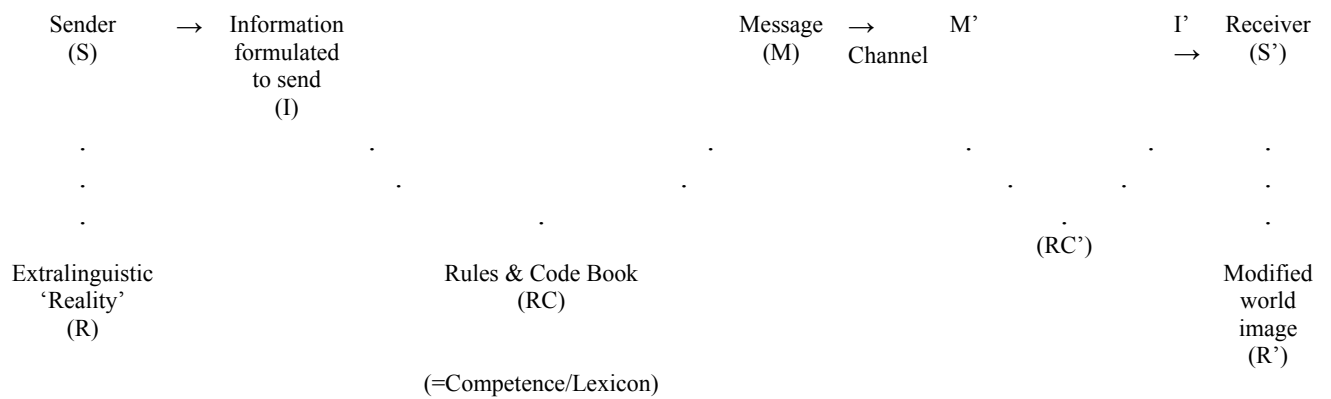 Sender → Information Message → M’ I’ Receiver
(S) formulated (M) Channel → (S’)
to send
(I)
. . . . . .
. . . . . .
. . . .
(RC’)
Extralinguistic Rules & Code Book Modified
‘Reality’ (RC) world
(R) image
(R’)
(=Competence/Lexicon)